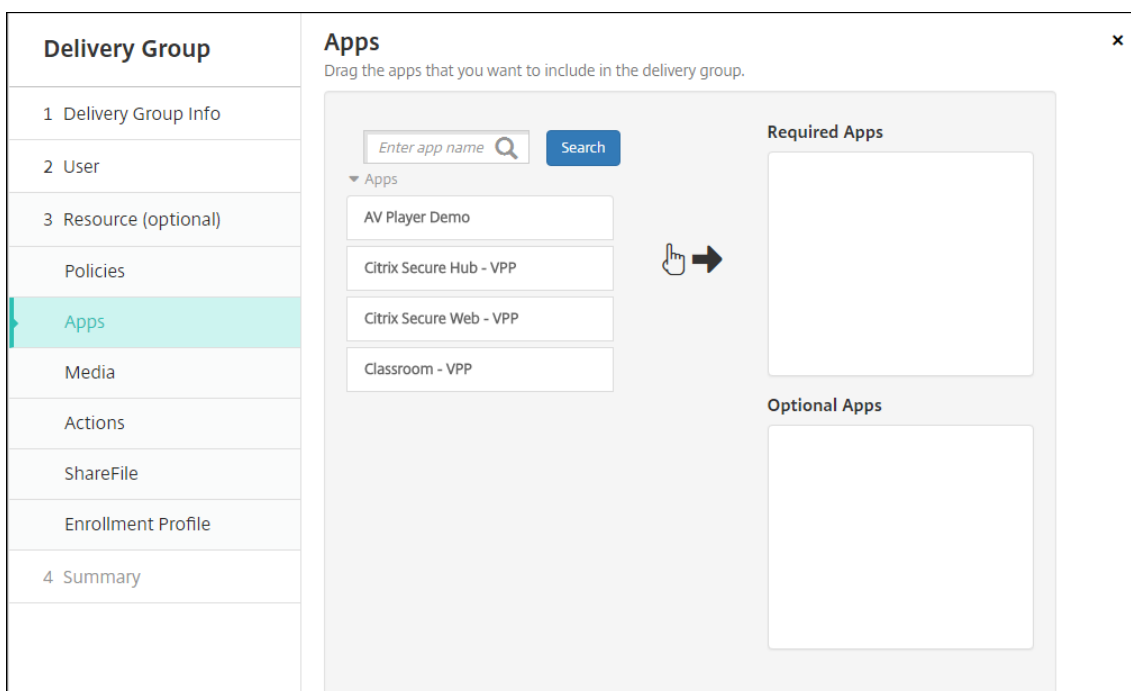 Delivery Group
1 Delivery Group Info
2 User
3 Resource (optional)
Policies
Apps
Media
Actions
ShareFile
Enrollment Profile
4 Summary
Apps
Drag the apps that you want to include in the delivery group.
Enter app name
Search
Apps
AV Player Demo
Citrix Secure Hub - VPP
Citrix Secure Web - VPP
Classroom - VPP
Required Apps
Optional Apps